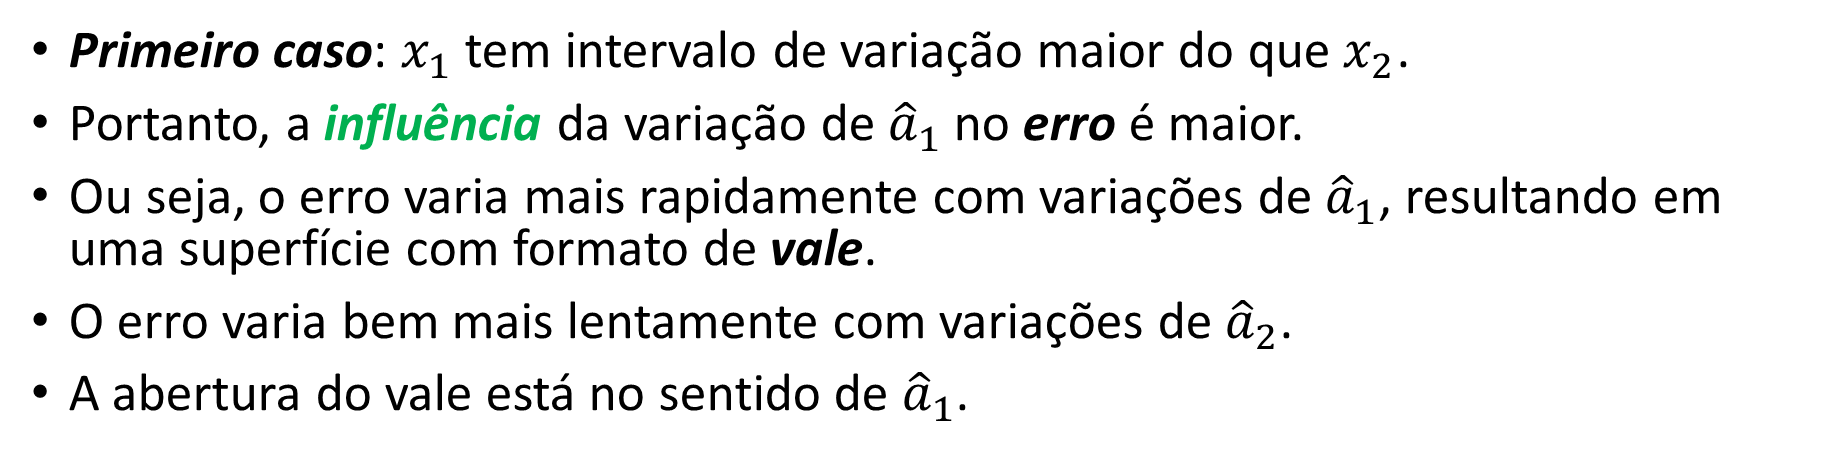 • Primeiro caso: x₁ tem intervalo de variação maior do que x₂.
• Portanto, a influência da variação de â₁ no erro é maior.
• Ou seja, o erro varia mais rapidamente com variações de â₁, resultando em
uma superfície com formato de vale.
• O erro varia bem mais lentamente com variações de â₂.
• A abertura do vale está no sentido de â₁.